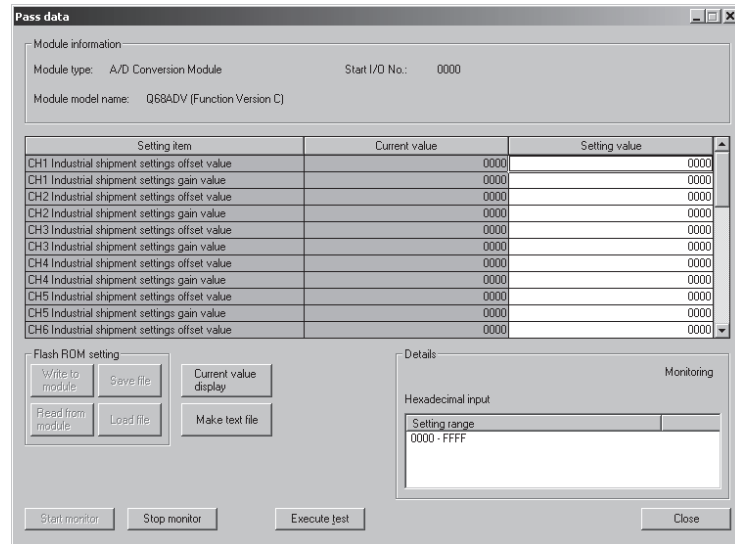 Pass data
Module information
Module type: A/D Conversion Module Start I/O No.: 0000
Module model name: Q68ADV (Function Version C)
Setting item Current value Setting value
CH1 Industrial shipment settings offset value 0000 0000
CH1 Industrial shipment settings gain value 0000 0000
CH2 Industrial shipment settings offset value 0000 0000
CH2 Industrial shipment settings gain value 0000 0000
CH3 Industrial shipment settings offset value 0000 0000
CH3 Industrial shipment settings gain value 0000 0000
CH4 Industrial shipment settings offset value 0000 0000
CH4 Industrial shipment settings gain value 0000 0000
CH5 Industrial shipment settings offset value 0000 0000
CH5 Industrial shipment settings gain value 0000 0000
CH6 Industrial shipment settings offset value 0000 0000
Flash ROM setting
Write to
module
Save file
Current value
display
Read from
module
Load file
Make text file
Details
Monitoring
Hexadecimal input
Setting range
0000 - FFFF
Start monitor Stop monitor Execute test Close